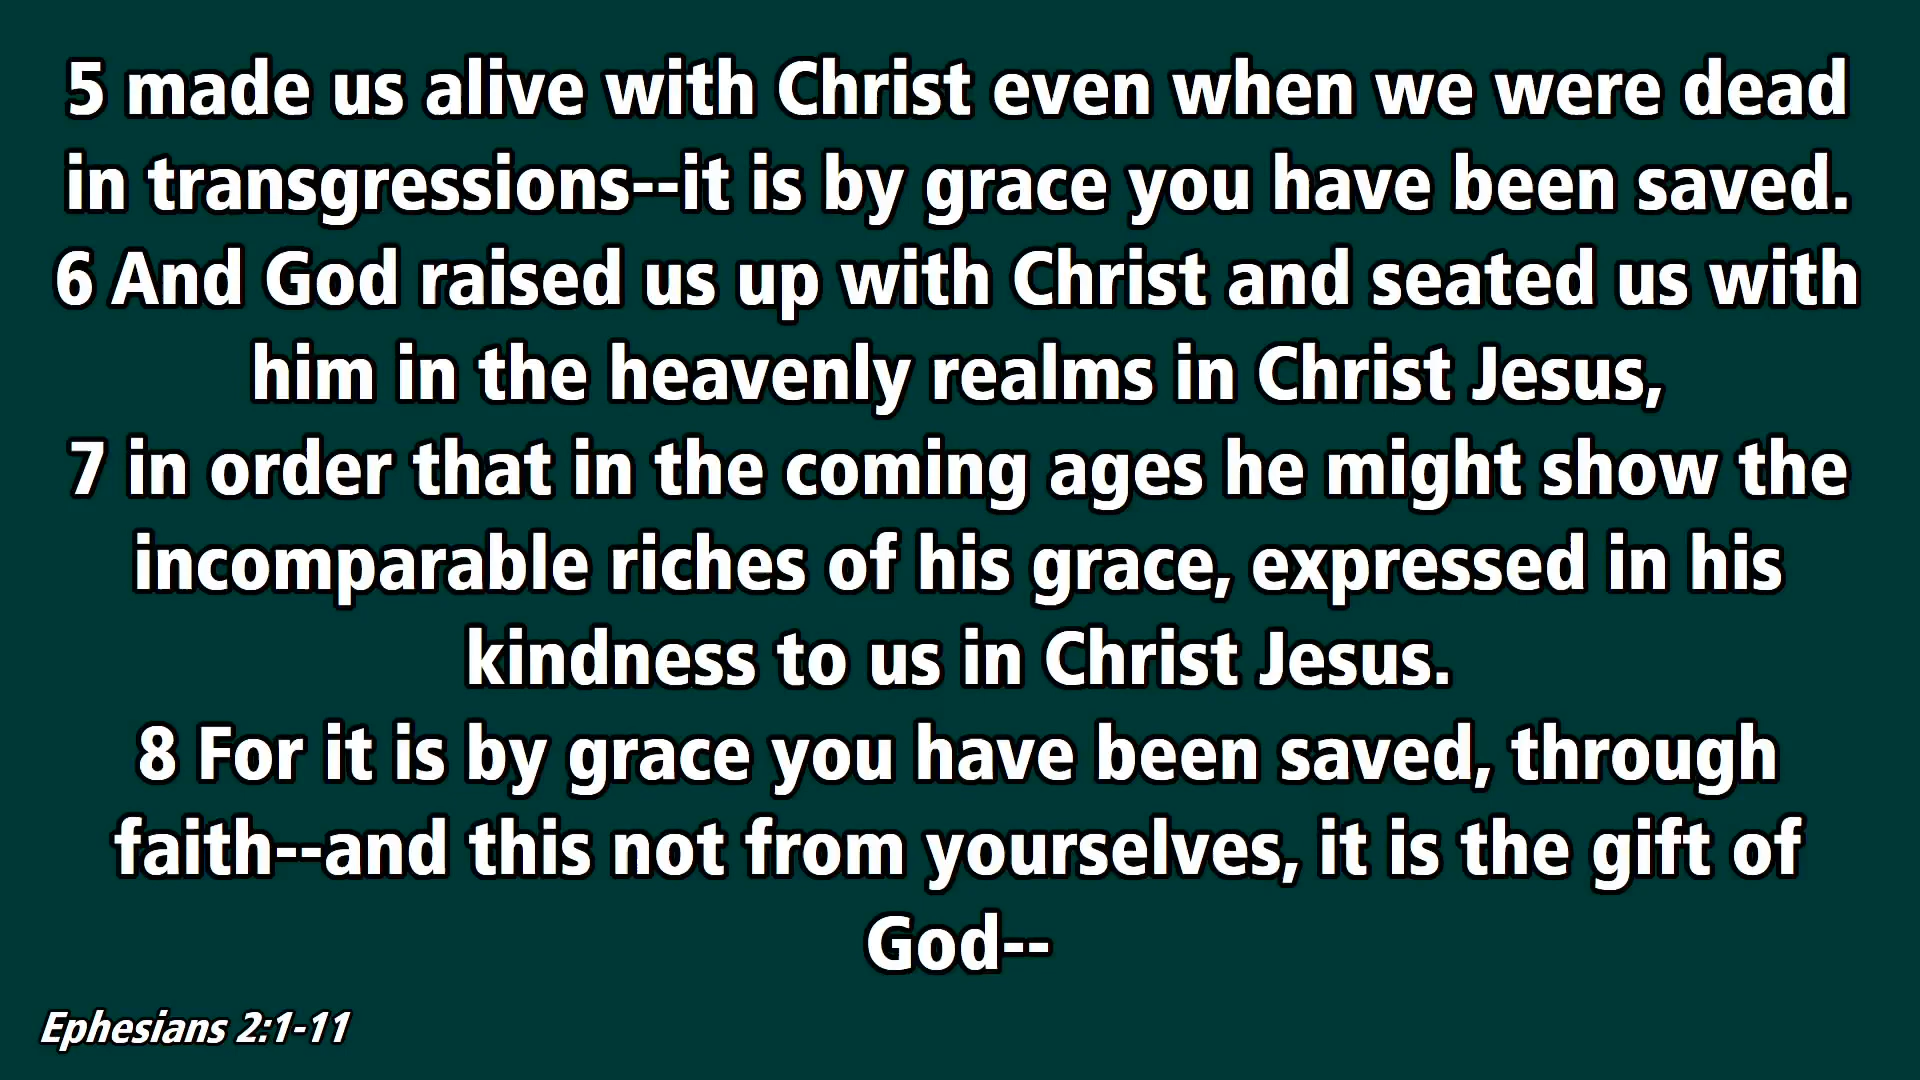 5 made us alive with Christ even when we were dead
in transgressions--it is by grace you have been saved.
6 And God raised us up with Christ and seated us with
him in the heavenly realms in Christ Jesus,
7 in order that in the coming ages he might show the
incomparable riches of his grace, expressed in his
kindness to us in Christ Jesus.
8 For it is by grace you have been saved, through
faith--and this not from yourselves, it is the gift of
God--
Ephesians 2:1-11